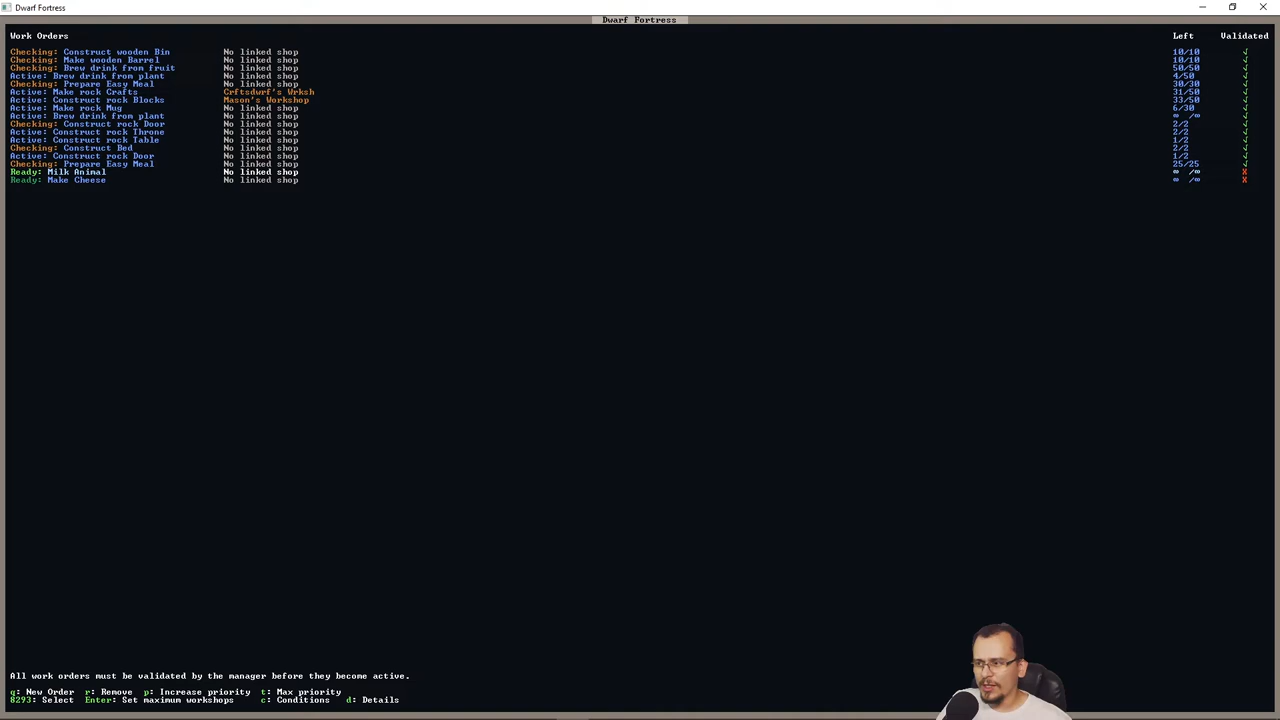 Dwarf Fortress
Dwarf Fortress
Work Orders Left Validated
Checking: Construct wooden Bin No linked shop 10/10 √
Checking: Make wooden Barrel No linked shop 10/10 √
Checking: Brew drink from fruit No linked shop 50/50 √
Active: Brew drink from plant No linked shop 4/50 √
Checking: Prepare Easy Meal No linked shop 30/30 √
Active: Make rock Crafts Crftsdwrf's Wrksh 31/50 √
Active: Construct rock Blocks Mason's Workshop 33/50 √
Active: Make rock Mug No linked shop 6/30 √
Active: Brew drink from plant No linked shop ∞ /∞ √
Checking: Construct rock Door No linked shop 2/2 √
Active: Construct rock Throne No linked shop 2/2 √
Active: Construct rock Table No linked shop 1/2 √
Checking: Construct Bed No linked shop 2/2 √
Active: Construct rock Door No linked shop 1/2 √
Checking: Prepare Easy Meal No linked shop 25/25 √
Ready: Milk Animal No linked shop ∞ /∞ X
Ready: Make Cheese No linked shop ∞ /∞ X
All work orders must be validated by the manager before they become active.
q: New Order r: Remove p: Increase priority t: Max priority
8293: Select Enter: Set maximum workshops c: Conditions d: Details